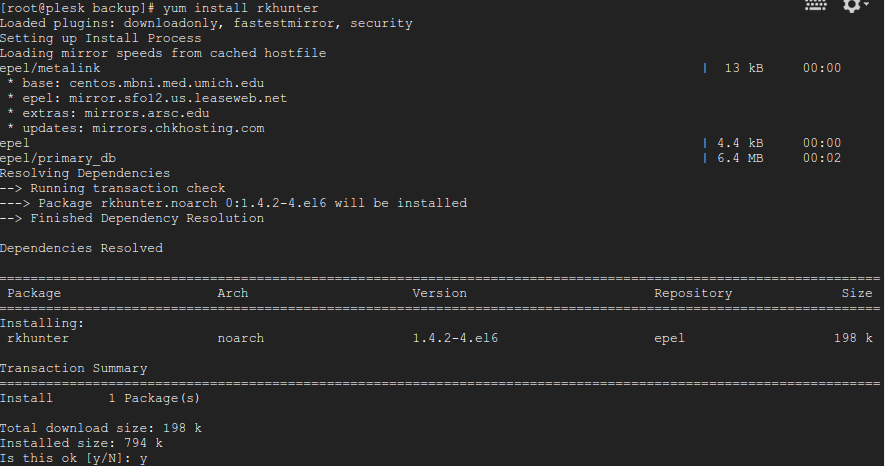 [root@plesk backup]# yum install rkhunter
Loaded plugins: downloadonly, fastestmirror, security
Setting up Install Process
Loading mirror speeds from cached hostfile
epel/metalink | 13 kB 00:00
* base: centos.mbni.med.umich.edu
* epel: mirror.sfo12.us.leaseweb.net
* extras: mirrors.arsc.edu
* updates: mirrors.chkhosting.com
epel | 4.4 kB 00:00
epel/primary_db | 6.4 MB 00:02
Resolving Dependencies
--> Running transaction check
---> Package rkhunter.noarch 0:1.4.2-4.el6 will be installed
--> Finished Dependency Resolution
Dependencies Resolved
================================================================================
Package Arch Version Repository Size
================================================================================
Installing:
rkhunter noarch 1.4.2-4.el6 epel 198 k
Transaction Summary
================================================================================
Install 1 Package(s)
Total download size: 198 k
Installed size: 794 k
Is this ok [y/N]: y